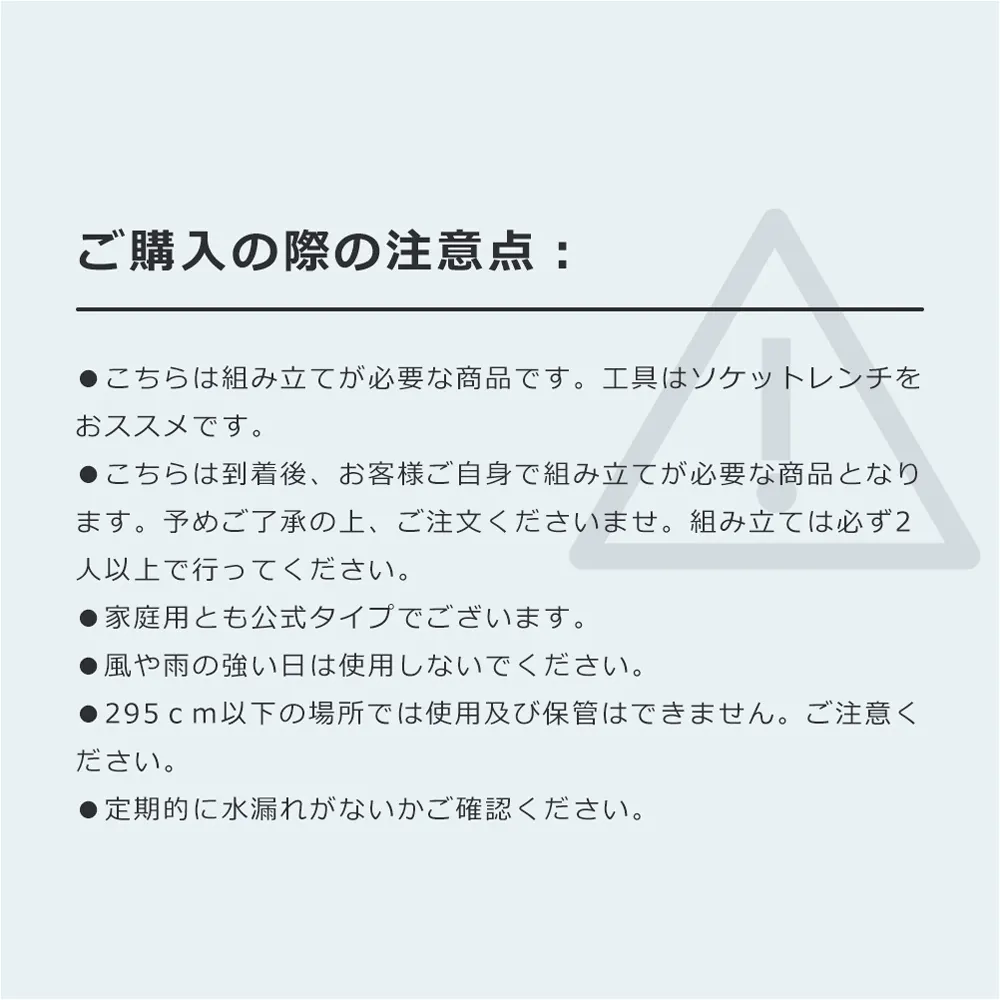 ご購入の際の注意点：
●こちらは組み立てが必要な商品です。工具はソケットレンチを
おススメです。
●こちらは到着後、お客様ご自身で組み立てが必要な商品となり
ます。予めご了承の上、ご注文くださいませ。組み立ては必ず2
人以上で行ってください。
●家庭用とも公式タイプでございます。
●風や雨の強い日は使用しないでください。
●295ｃｍ以下の場所では使用及び保管はできません。ご注意く
ださい。
●定期的に水漏れがないかご確認ください。